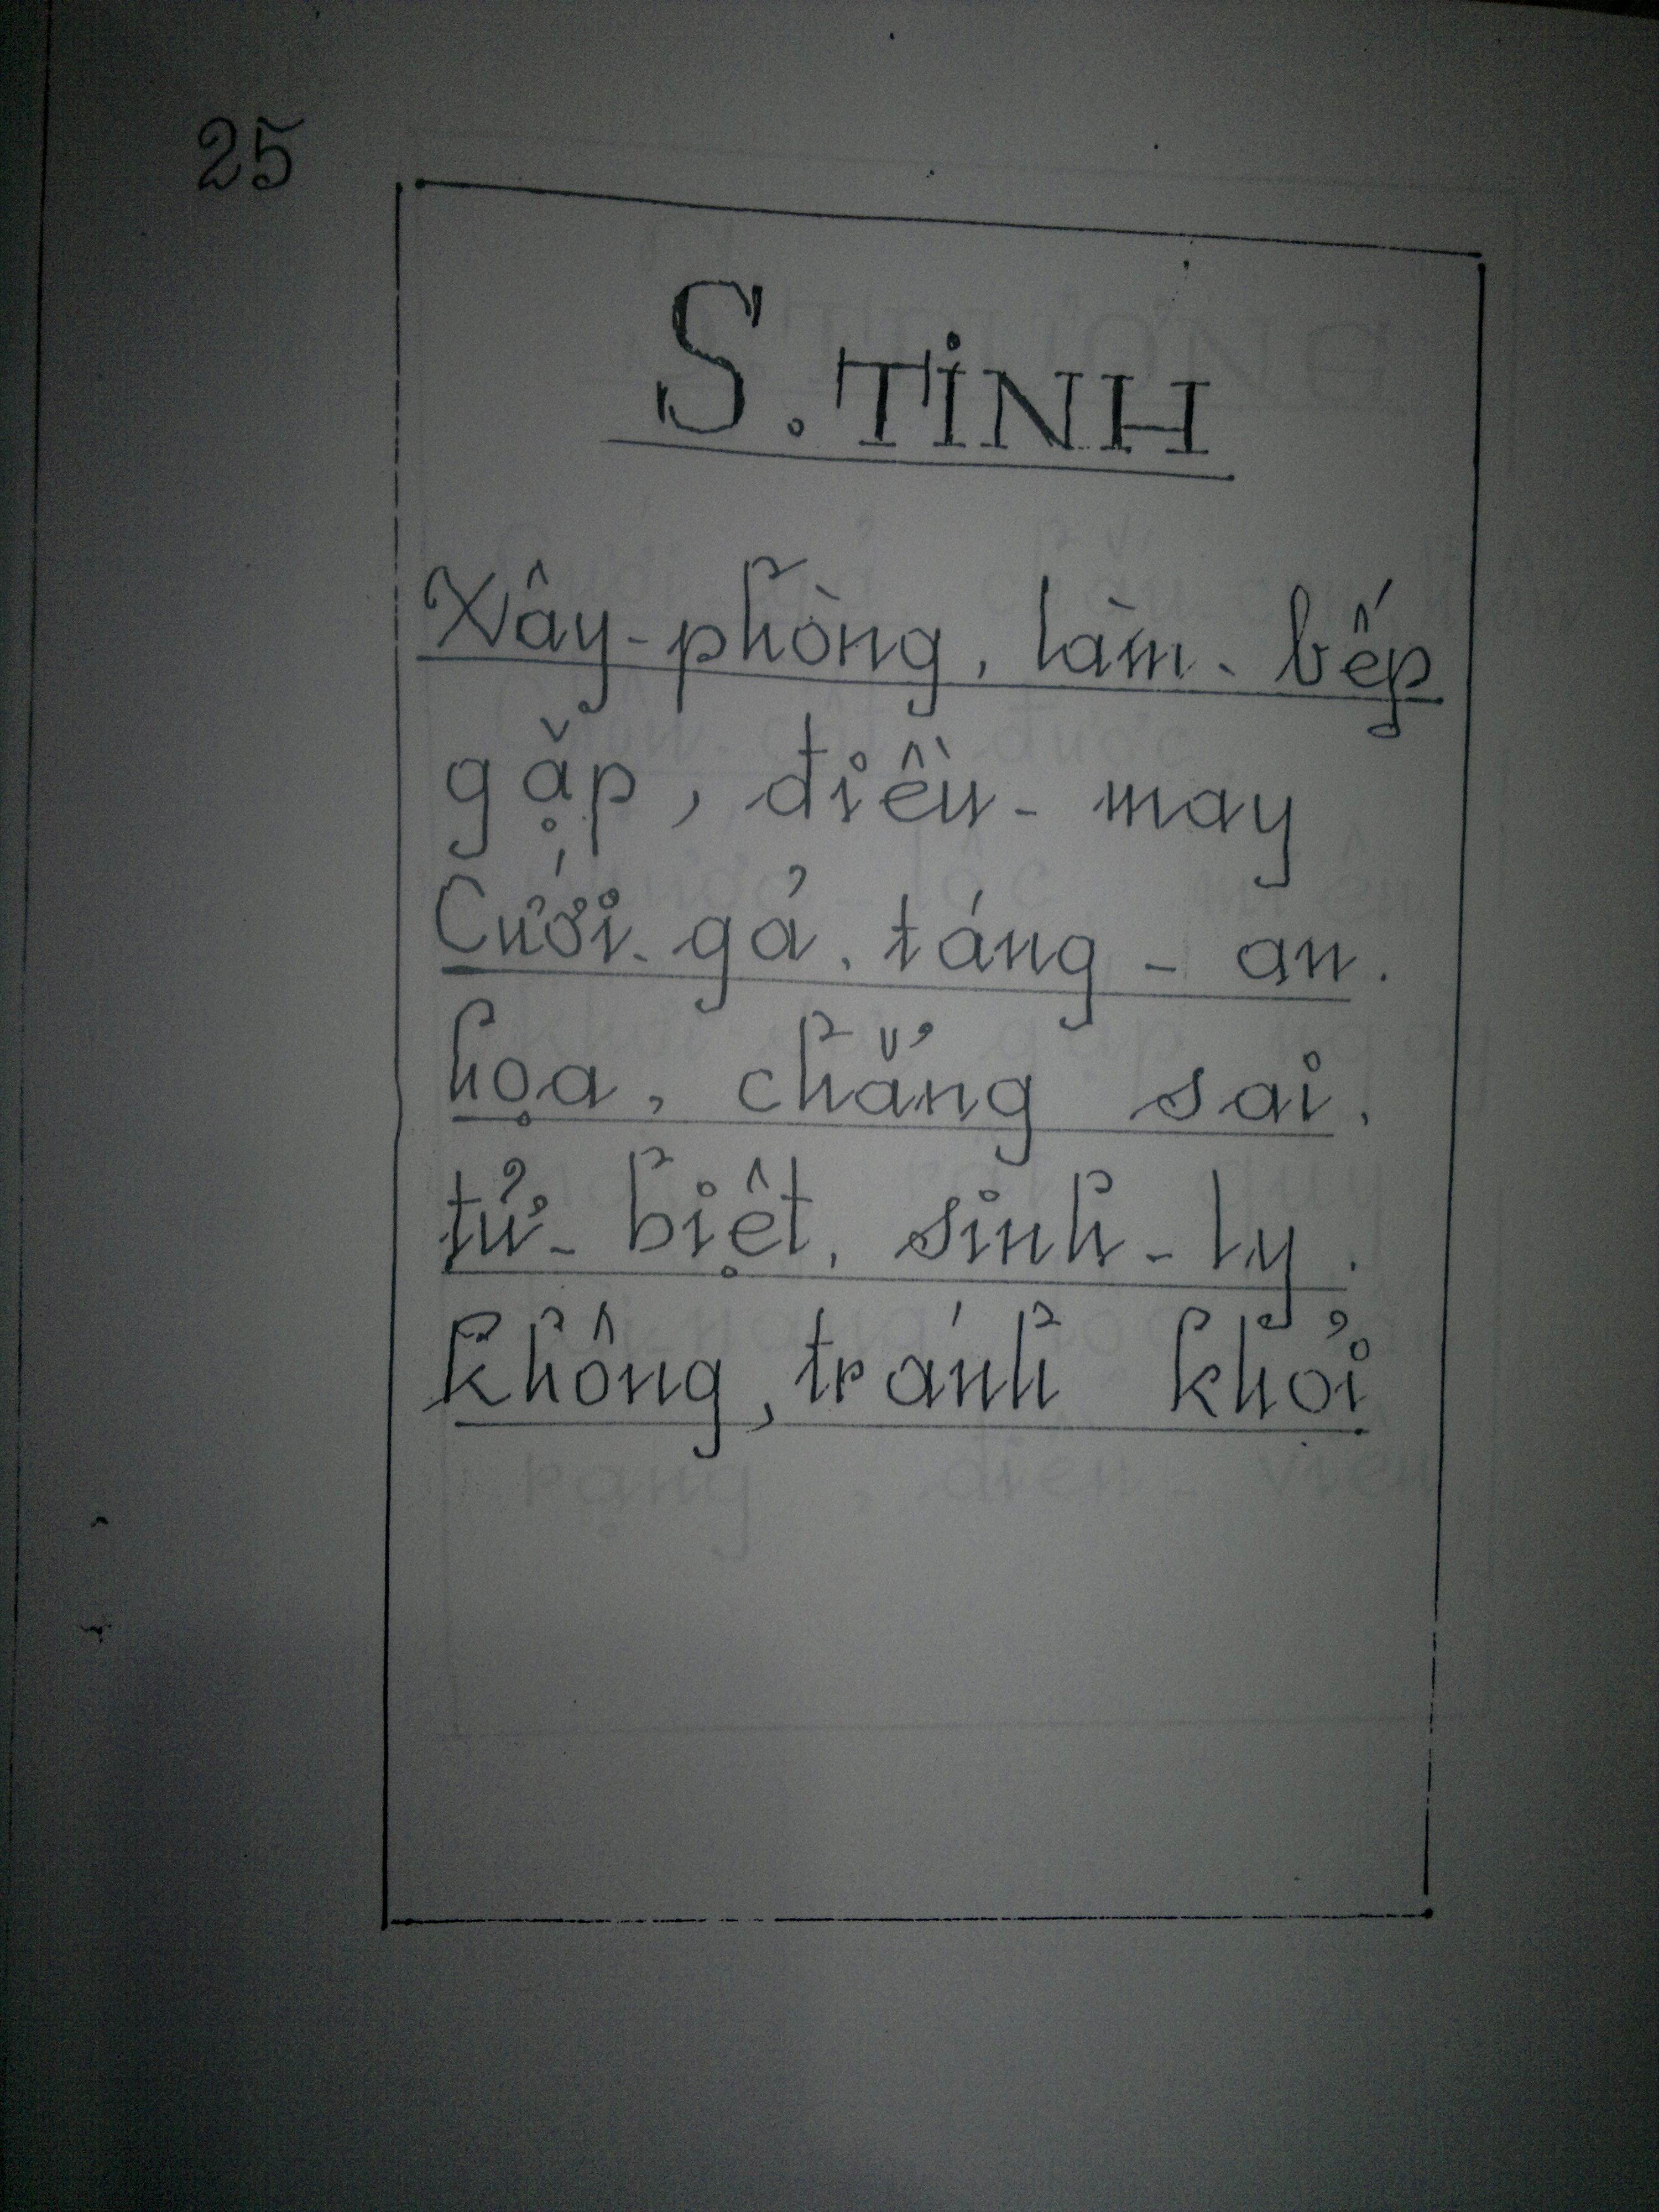 25
S. TINH
Xây-phòng, làm- bếp
gặp, điều- may
Cưới- gả, táng - an.
họa, chẳng sai.
tử- biệt, sinh- ly.
Không, tránh khỏi